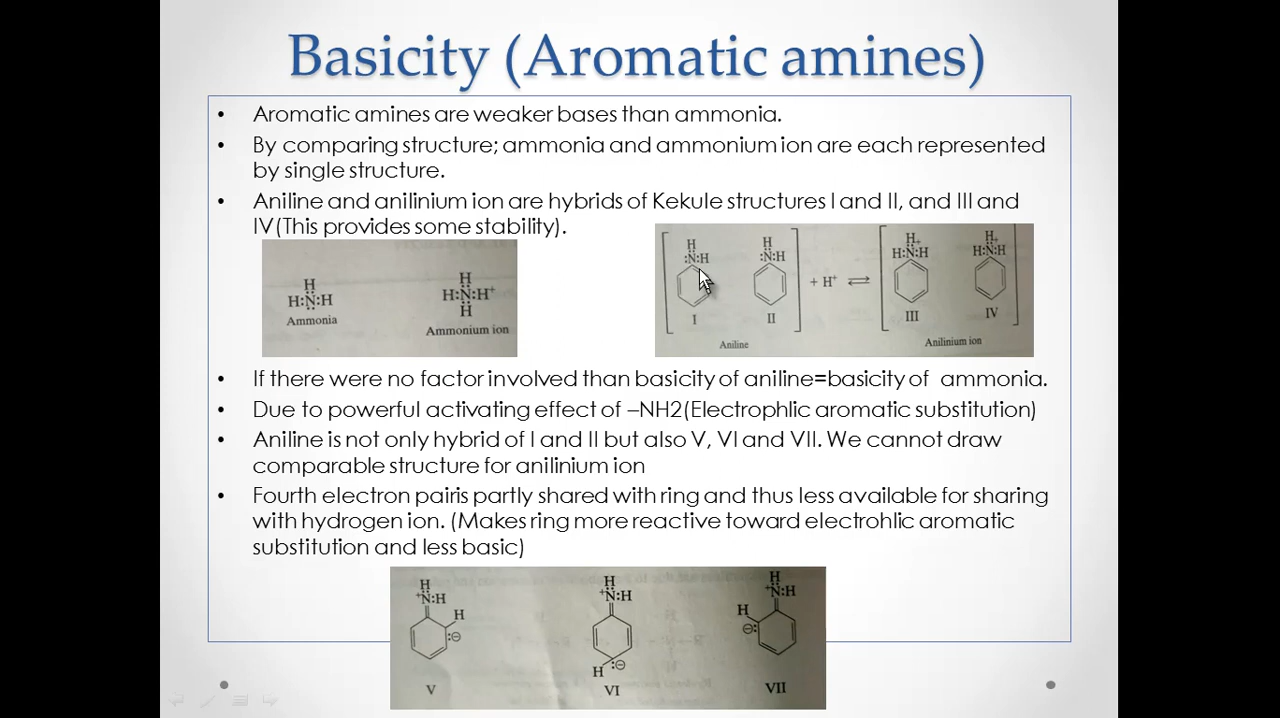 Basicity (Aromatic amines)
• Aromatic amines are weaker bases than ammonia.
• By comparing structure; ammonia and ammonium ion are each represented
by single structure.
• Aniline and anilinium ion are hybrids of Kekule structures I and II, and III and
IV(This provides some stability).
H
H:N:H
Ammonia
H
H:N:H+
H
Ammonium ion
H
:N:H
I
H
:N:H
II
Aniline
+ H+ ⇌
H+
H:N:H
III
H+
H:N:H
IV
Anilinium ion
• If there were no factor involved than basicity of aniline=basicity of ammonia.
• Due to powerful activating effect of –NH2(Electrophlic aromatic substitution)
• Aniline is not only hybrid of I and II but also V, VI and VII. We cannot draw
comparable structure for anilinium ion
• Fourth electron pairis partly shared with ring and thus less available for sharing
with hydrogen ion. (Makes ring more reactive toward electrohlic aromatic
substitution and less basic)
H
+N:H
H
:⊖
V
H
+N:H
H
:⊖
VI
H
+N:H
H
⊖:
VII